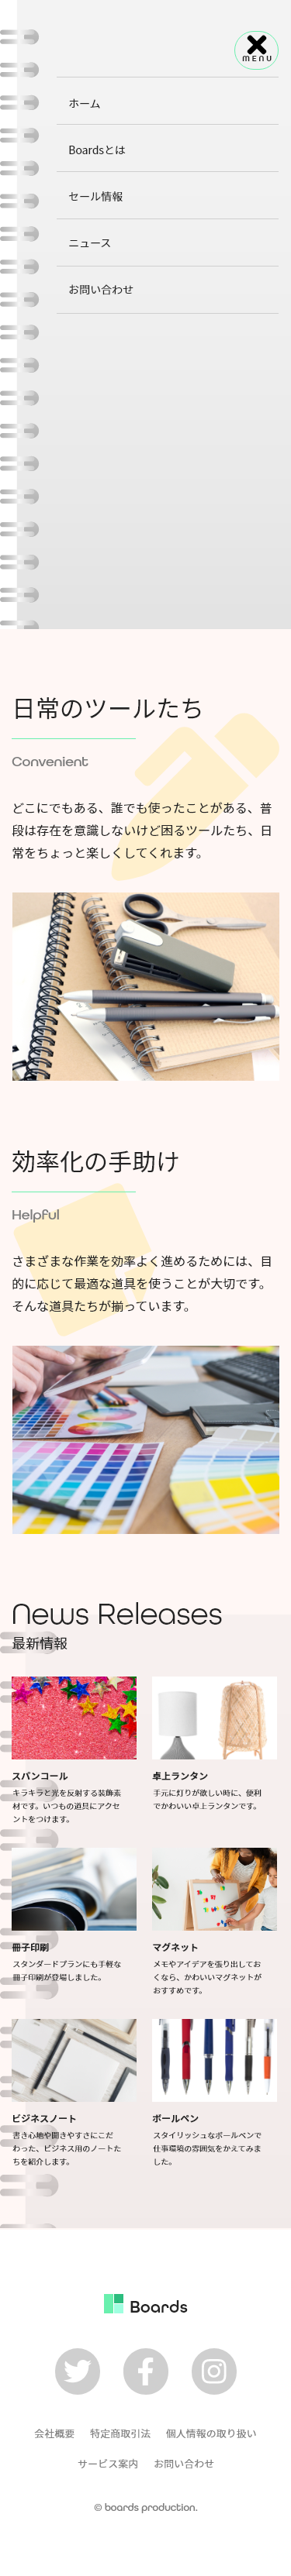 MENU
ホーム
Boardsとは
セール情報
ニュース
お問い合わせ
日常のツールたち
Convenient
どこにでもある、誰でも使ったことがある、普
段は存在を意識しないけど困るツールたち、日
常をちょっと楽しくしてくれます。
効率化の手助け
Helpful
さまざまな作業を効率よく進めるためには、目
的に応じて最適な道具を使うことが大切です。
そんな道具たちが揃っています。
News Releases
最新情報
スパンコール
キラキラと光を反射する装飾素
材です。いつもの道具にアクセ
ントをつけます。
卓上ランタン
手元に灯りが欲しい時に、便利
でかわいい卓上ランタンです。
冊子印刷
スタンダードプランにも手軽な
冊子印刷が登場しました。
マグネット
メモやアイデアを張り出してお
くなら、かわいいマグネットが
おすすめです。
ビジネスノート
書き心地や開きやすさにこだ
わった、ビジネス用のノートた
ちを紹介します。
ボールペン
スタイリッシュなボールペンで
仕事環境の雰囲気をかえてみま
した。
Boards
会社概要 特定商取引法 個人情報の取り扱い
サービス案内 お問い合わせ
© boards production.